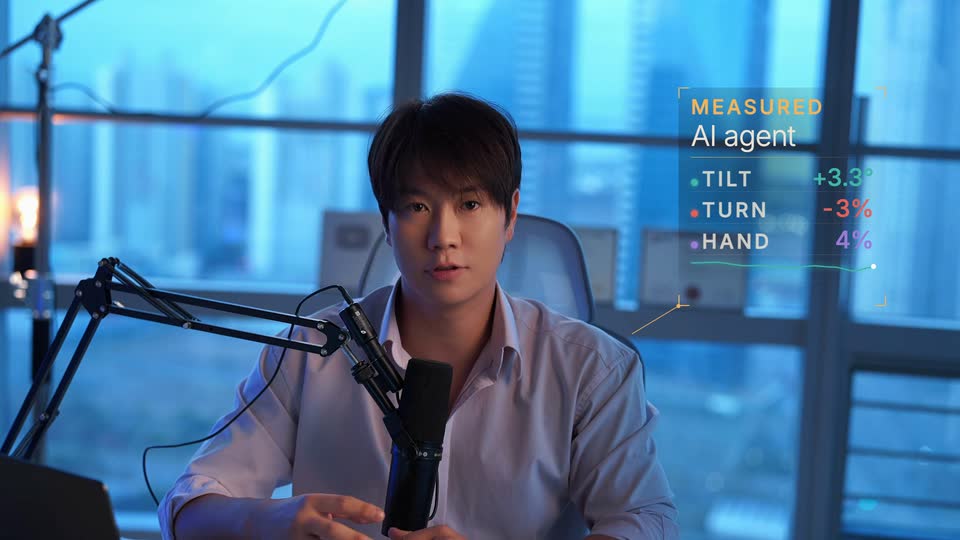 MEASURED
AI agent
TILT +3.3°
TURN -3%
HAND 4%